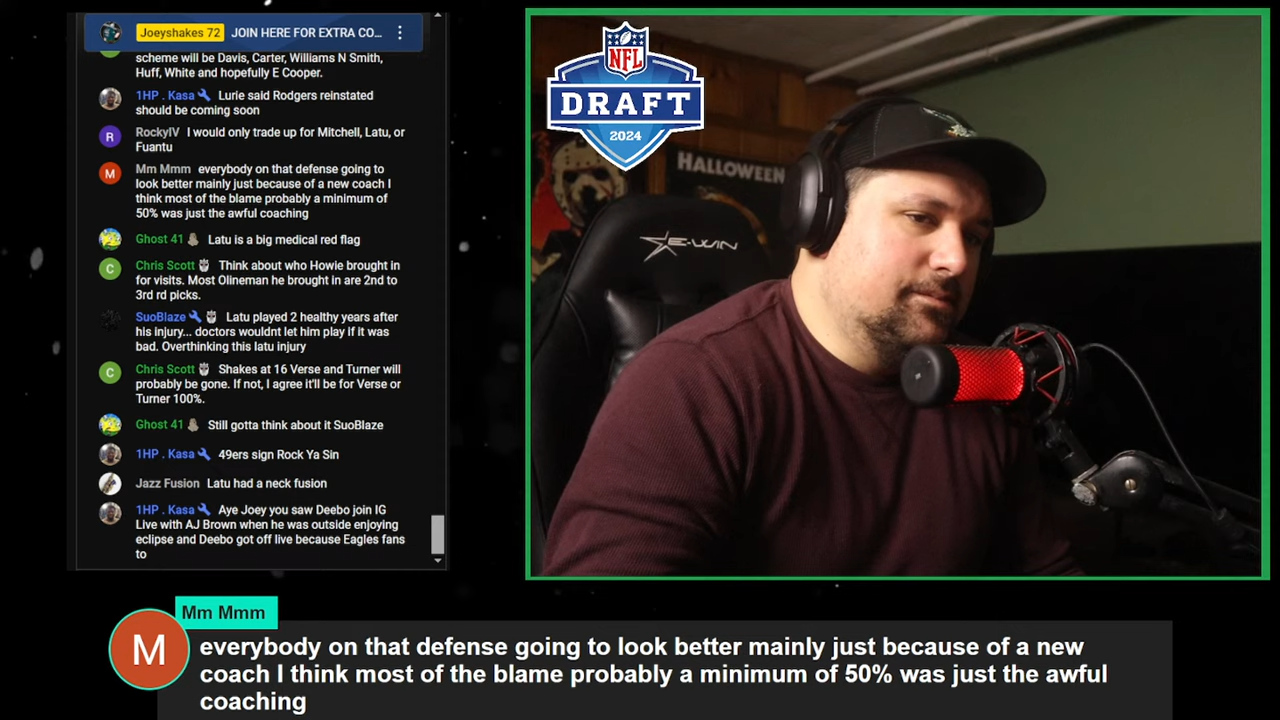 Joeyshakes 72 JOIN HERE FOR EXTRA CO...
scheme will be Davis, Carter, Williams N Smith,
Huff, White and hopefully E Cooper.
1HP . Kasa Lurie said Rodgers reinstated
should be coming soon
R RockyIV I would only trade up for Mitchell, Latu, or
Fuantu
M Mm Mmm everybody on that defense going to
look better mainly just because of a new coach I
think most of the blame probably a minimum of
50% was just the awful coaching
Ghost 41 Latu is a big medical red flag
C Chris Scott Think about who Howie brought in
for visits. Most Olineman he brought in are 2nd to
3rd rd picks.
SuoBlaze Latu played 2 healthy years after
his injury... doctors wouldnt let him play if it was
bad. Overthinking this latu injury
C Chris Scott Shakes at 16 Verse and Turner will
probably be gone. If not, I agree it'll be for Verse or
Turner 100%.
Ghost 41 Still gotta think about it SuoBlaze
1HP . Kasa 49ers sign Rock Ya Sin
Jazz Fusion Latu had a neck fusion
1HP . Kasa Aye Joey you saw Deebo join IG
Live with AJ Brown when he was outside enjoying
eclipse and Deebo got off live because Eagles fans
to
NFL
DRAFT
2024
HALLOWEEN
E-WIN
Mm Mmm
M
everybody on that defense going to look better mainly just because of a new
coach I think most of the blame probably a minimum of 50% was just the awful
coaching